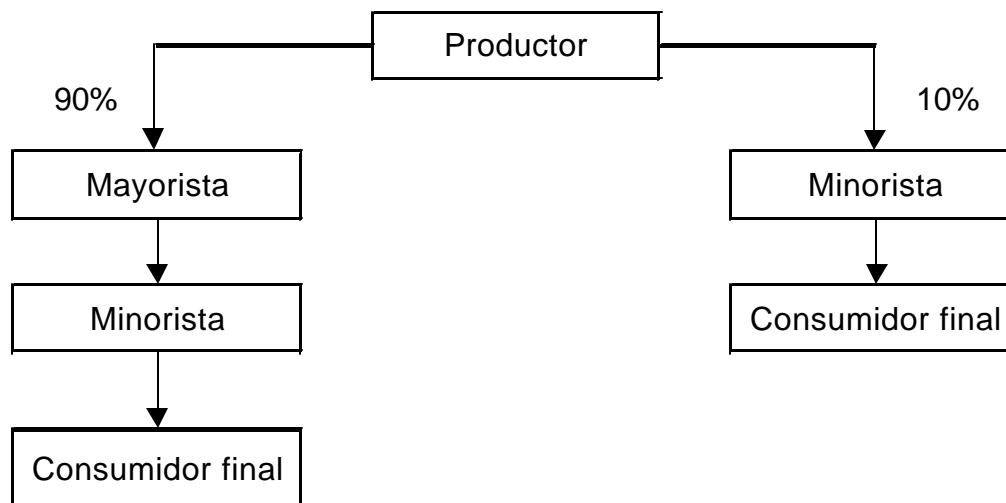 Productor
90%
10%
Mayorista
Minorista
Minorista
Consumidor final
Consumidor final